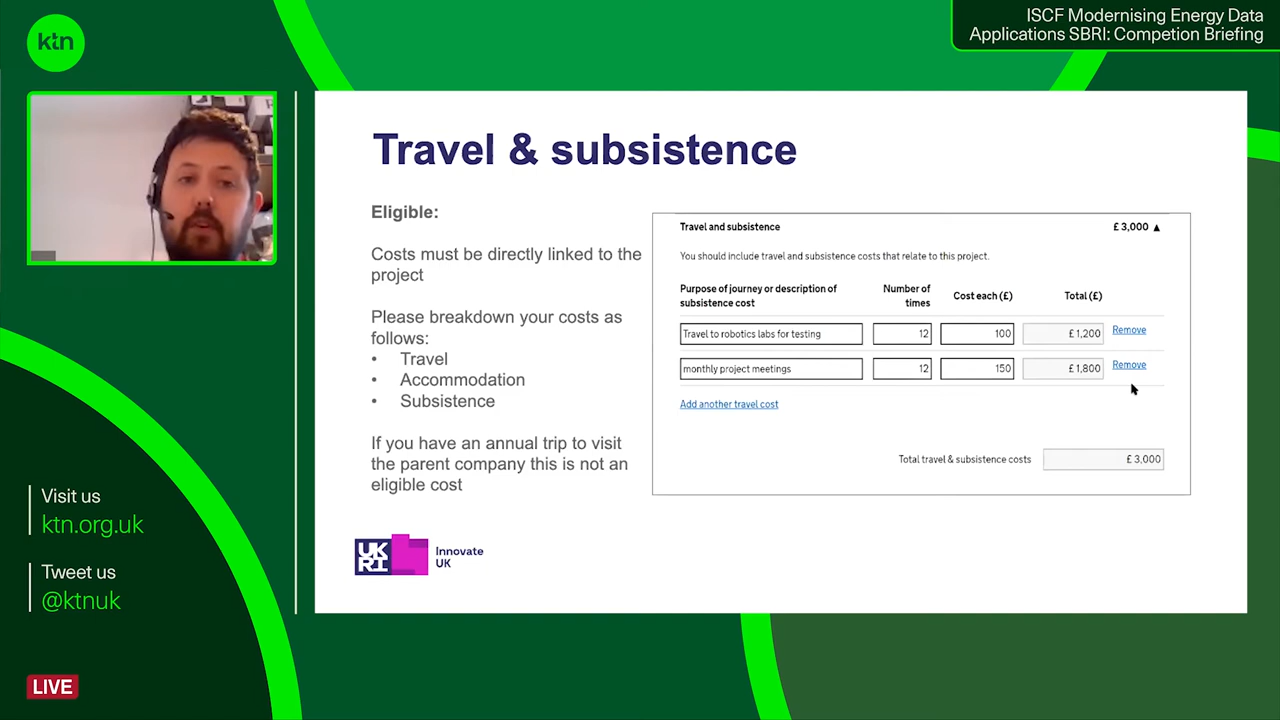 ktn
ISCF Modernising Energy Data
Applications SBRI: Competion Briefing
Travel & subsistence
Eligible:
Costs must be directly linked to the
project
Please breakdown your costs as
follows:
• Travel
• Accommodation
• Subsistence
If you have an annual trip to visit
the parent company this is not an
eligible cost
Travel and subsistence £ 3,000 ▲
You should include travel and subsistence costs that relate to this project.
Purpose of journey or description of
subsistence cost
Number of
times
Cost each (£)
Total (£)
Travel to robotics labs for testing 12 100 £ 1,200 Remove
monthly project meetings 12 150 £ 1,800 Remove
Add another travel cost
Total travel & subsistence costs £ 3,000
UK
RI
Innovate
UK
Visit us
ktn.org.uk
Tweet us
@ktnuk
LIVE